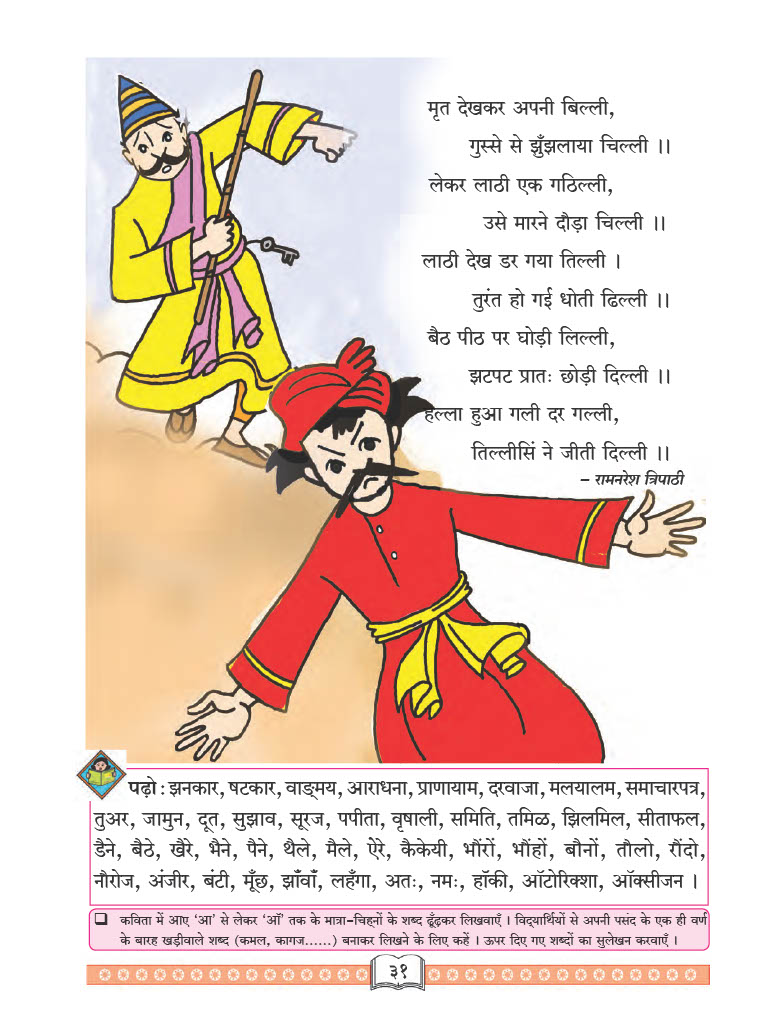 मृत देखकर अपनी बिल्ली,
गुस्से से झुँझलाया चिल्ली ।।
लेकर लाठी एक गठिल्ली,
उसे मारने दौड़ा चिल्ली ।।
लाठी देख डर गया तिल्ली ।
तुरंत हो गई धोती ढिल्ली ।।
बैठ पीठ पर घोड़ी लिल्ली,
झटपट प्रातः छोड़ी दिल्ली ।।
हल्ला हुआ गली दर गल्ली,
तिल्लीसिं ने जीती दिल्ली ।।
– रामनरेश त्रिपाठी
पढ़ो : झनकार, षटकार, वाङ्मय, आराधना, प्राणायाम, दरवाजा, मलयालम, समाचारपत्र,
तुअर, जामुन, दूत, सुझाव, सूरज, पपीता, वृषाली, समिति, तमिळ, झिलमिल, सीताफल,
डैने, बैठे, खैरे, भैने, पैने, थैले, मैले, ऐरे, कैकेयी, भौंरों, भौंहों, बौनों, तौलो, रौंदो,
नौरोज, अंजीर, बंटी, मूँछ, झाँवाँ, लहँगा, अतः, नमः, हॉकी, ऑटोरिक्शा, ऑक्सीजन ।
❑ कविता में आए ‘आ’ से लेकर ‘ऑ’ तक के मात्रा-चिह्नों के शब्द ढूँढ़कर लिखवाएँ । विद्यार्थियों से अपनी पसंद के एक ही वर्ण
के बारह खड़ीवाले शब्द (कमल, कागज......) बनाकर लिखने के लिए कहें । ऊपर दिए गए शब्दों का सुलेखन करवाएँ ।
३१